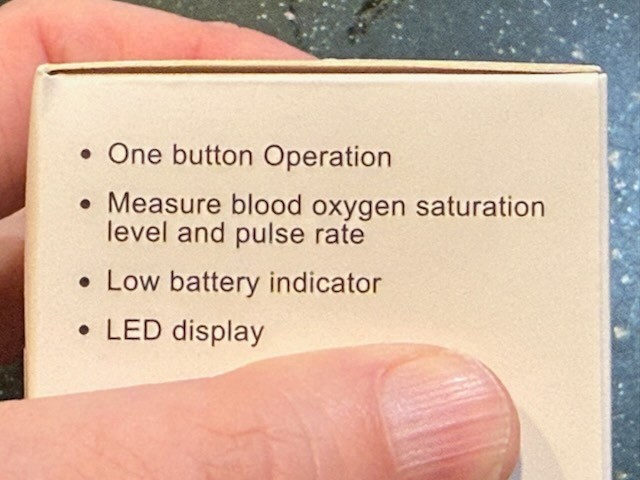 • One button Operation
• Measure blood oxygen saturation
level and pulse rate
• Low battery indicator
• LED display